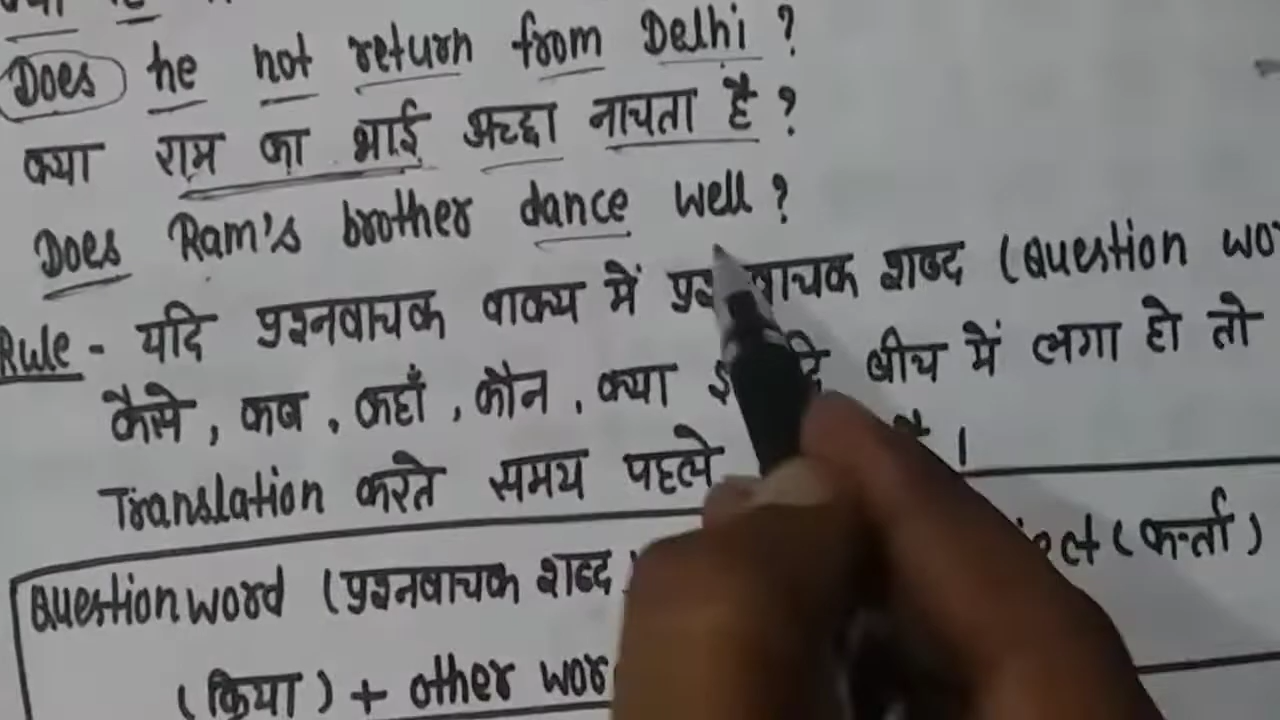 Does he not return from Delhi ?
क्या राम का भाई अच्छा नाचता है ?
Does Ram's brother dance well ?
Rule - यदि प्रश्नवाचक वाक्य में प्रश्नवाचक शब्द (Question wo
कैसे , कब , कहाँ , कौन , क्या बीच में लगा हो तो
Translation करते समय पहले ।
Question word (प्रश्नवाचक शब्द (कर्ता)
(क्रिया) + other wor